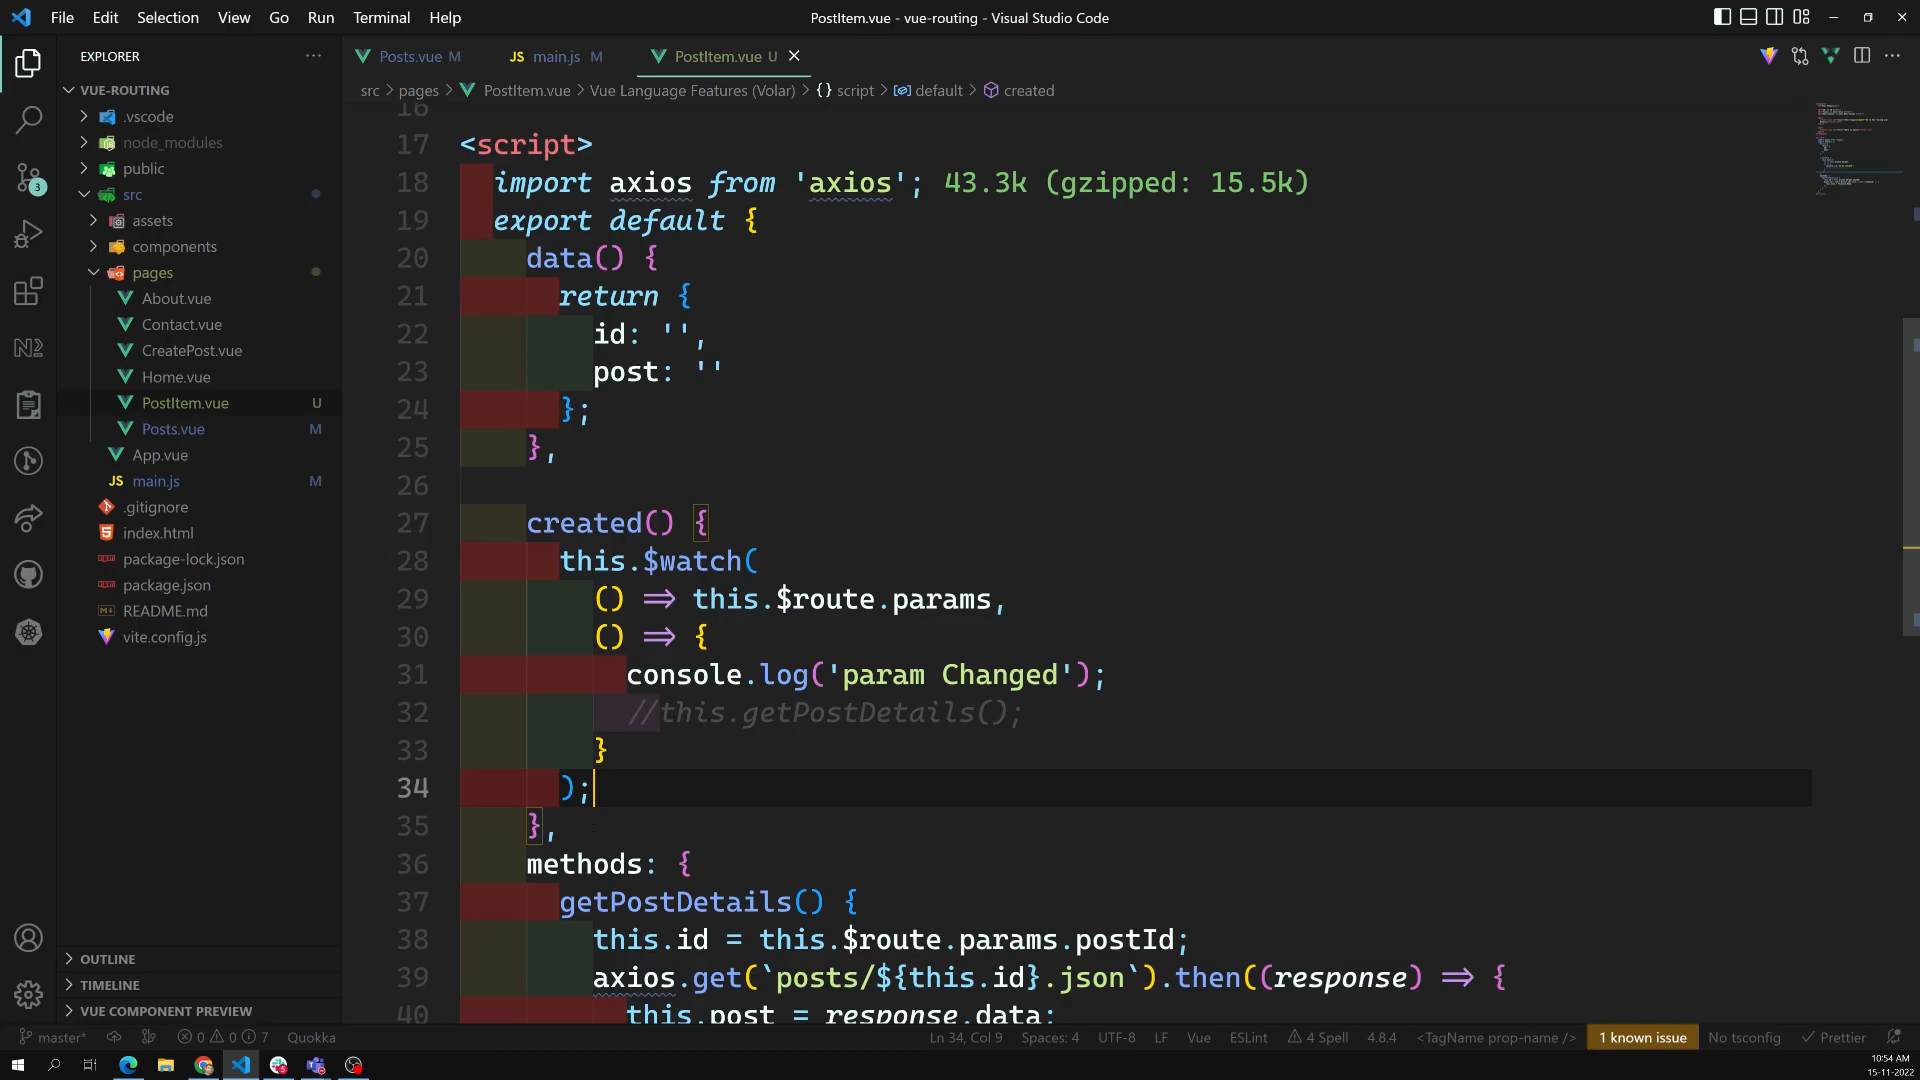 File Edit Selection View Go Run Terminal Help
PostItem.vue - vue-routing - Visual Studio Code
EXPLORER
VUE-ROUTING
.vscode
node_modules
public
src
assets
components
pages
About.vue
Contact.vue
CreatePost.vue
Home.vue
PostItem.vue U
Posts.vue M
App.vue
JS main.js M
.gitignore
index.html
package-lock.json
package.json
README.md
vite.config.js
OUTLINE
TIMELINE
VUE COMPONENT PREVIEW
3
Posts.vue M JS main.js M PostItem.vue U
src > pages > PostItem.vue > Vue Language Features (Volar) > {} script > default > created
16
17 <script>
18 import axios from 'axios'; 43.3k (gzipped: 15.5k)
19 export default {
20 data() {
21 return {
22 id: '',
23 post: ''
24 };
25 },
26
27 created() {
28 this.$watch(
29 () => this.$route.params,
30 () => {
31 console.log('param Changed');
32 //this.getPostDetails();
33 }
34 );
35 },
36 methods: {
37 getPostDetails() {
38 this.id = this.$route.params.postId;
39 axios.get(`posts/${this.id}.json`).then((response) => {
40 this.post = response.data;
master* 0 0 7 Quokka
Ln 34, Col 9 Spaces: 4 UTF-8 LF Vue ESLint 4 Spell 4.8.4 <TagName prop-name /> 1 known issue No tsconfig Prettier
10:54 AM
15-11-2022